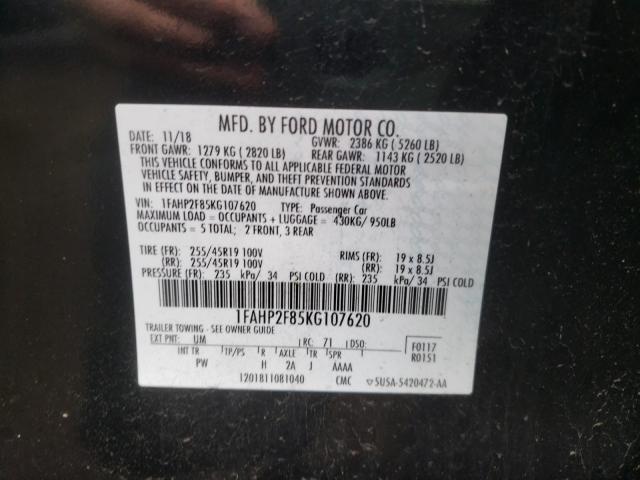 MFD. BY FORD MOTOR CO.
DATE: 11/18 GVWR: 2386 KG ( 5260 LB)
FRONT GAWR: 1279 KG ( 2820 LB) REAR GAWR: 1143 KG ( 2520 LB)
THIS VEHICLE CONFORMS TO ALL APPLICABLE FEDERAL MOTOR
VEHICLE SAFETY, BUMPER, AND THEFT PREVENTION STANDARDS
IN EFFECT ON THE DATE OF MANUFACTURE SHOWN ABOVE.
VIN: 1FAHP2F85KG107620 TYPE: Passenger Car
MAXIMUM LOAD = OCCUPANTS + LUGGAGE = 430KG/ 950LB
OCCUPANTS = 5 TOTAL; 2 FRONT, 3 REAR
TIRE (FR): 255/45R19 100V RIMS (FR): 19 x 8.5J
(RR): 255/45R19 100V (RR): 19 x 8.5J
PRESSURE (FR): 235 kPa/ 34 PSI COLD (RR): 235 kPa/ 34 PSI COLD
1FAHP2F85KG107620
TRAILER TOWING - SEE OWNER GUIDE
EXT PNT: UM RC: 71 DSO: F0117
INT TR TP/PS R AXLE TR SPR R0151
PW H 2A J AAAA
1201811081040 CMC 5USA-5420472-AA